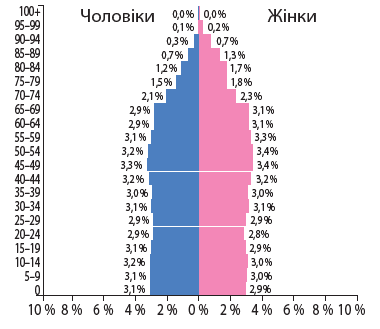 Чоловіки Жінки
100+ 0,0% 0,0%
95–99 0,1% 0,2%
90–94 0,3% 0,7%
85–89 0,7% 1,3%
80–84 1,2% 1,7%
75–79 1,5% 1,8%
70–74 2,1% 2,3%
65–69 2,9% 3,1%
60–64 2,9% 3,1%
55–59 3,1% 3,3%
50–54 3,2% 3,4%
45–49 3,3% 3,4%
40–44 3,2% 3,2%
35–39 3,0% 3,0%
30–34 3,1% 3,1%
25–29 2,9% 2,9%
20–24 2,9% 2,8%
15–19 3,1% 2,9%
10–14 3,2% 3,0%
5–9 3,1% 3,0%
0 3,1% 2,9%
10 % 8 % 6 % 4 % 2 % 0 % 2 % 4 % 6 % 8 % 10 %